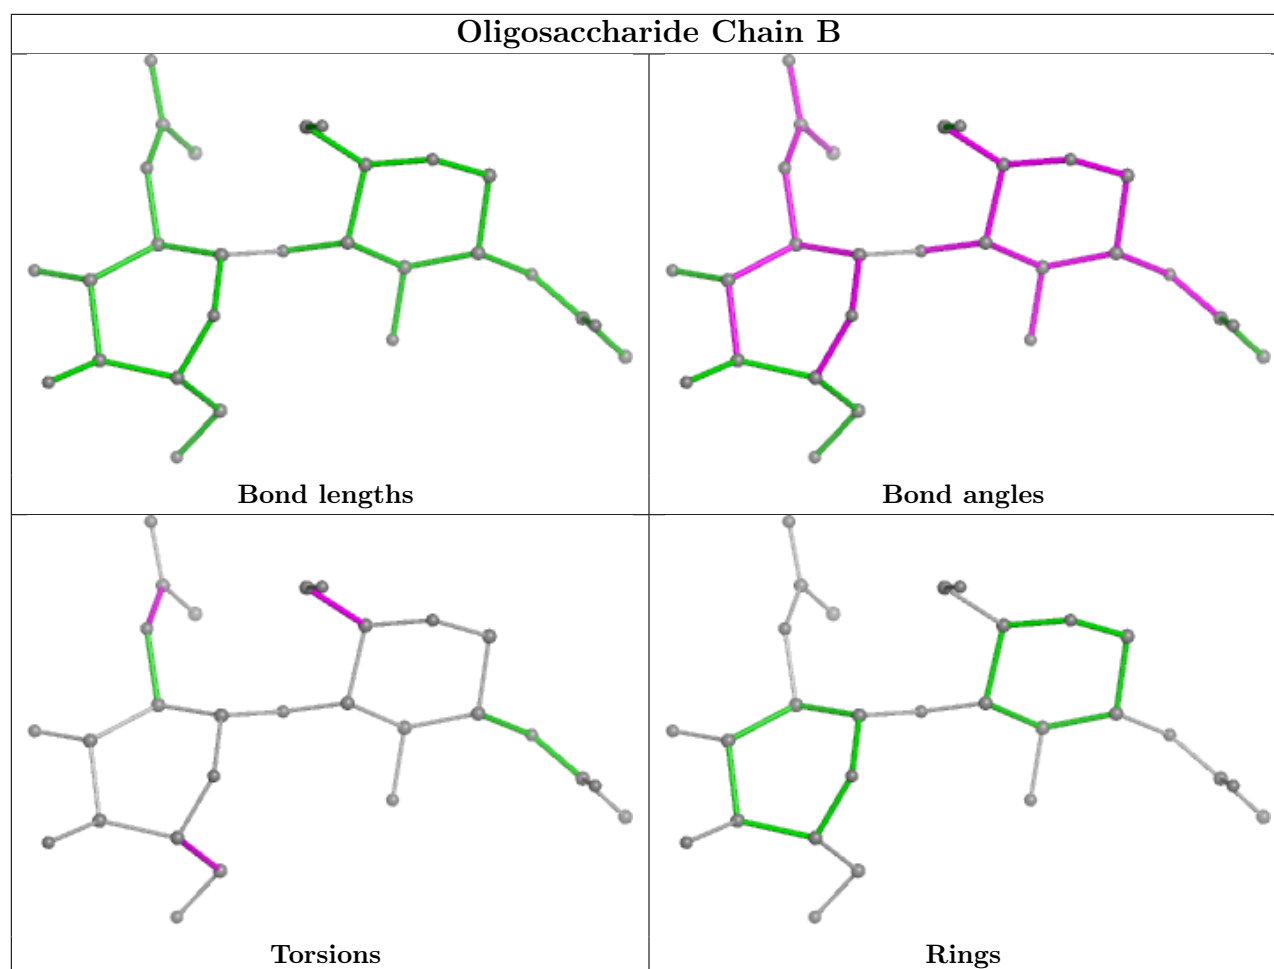 Oligosaccharide Chain B
Bond lengths
Bond angles
Torsions
Rings